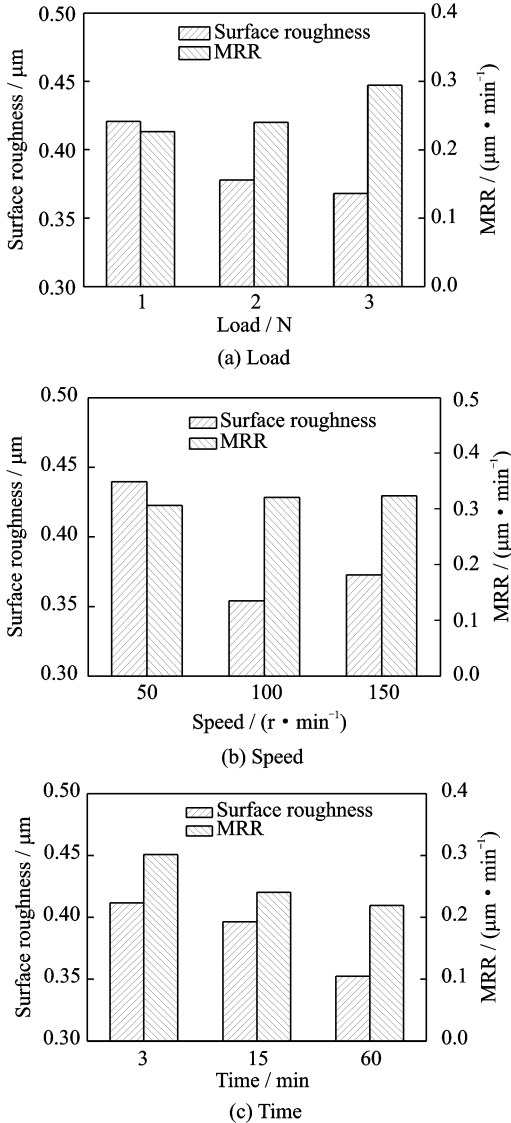 0.50
0.45
0.40
0.35
0.30
Surface roughness / μm
Surface roughness
MRR
0.4
0.3
0.2
0.1
0.0
MRR / (μm • min⁻¹)
1 2 3
Load / N
(a) Load
0.50
0.45
0.40
0.35
0.30
Surface roughness / μm
Surface roughness
MRR
0.5
0.4
0.3
0.2
0.1
0.0
MRR / (μm • min⁻¹)
50 100 150
Speed / (r • min⁻¹)
(b) Speed
0.50
0.45
0.40
0.35
0.30
Surface roughness / μm
Surface roughness
MRR
0.4
0.3
0.2
0.1
0.0
MRR / (μm • min⁻¹)
3 15 60
Time / min
(c) Time